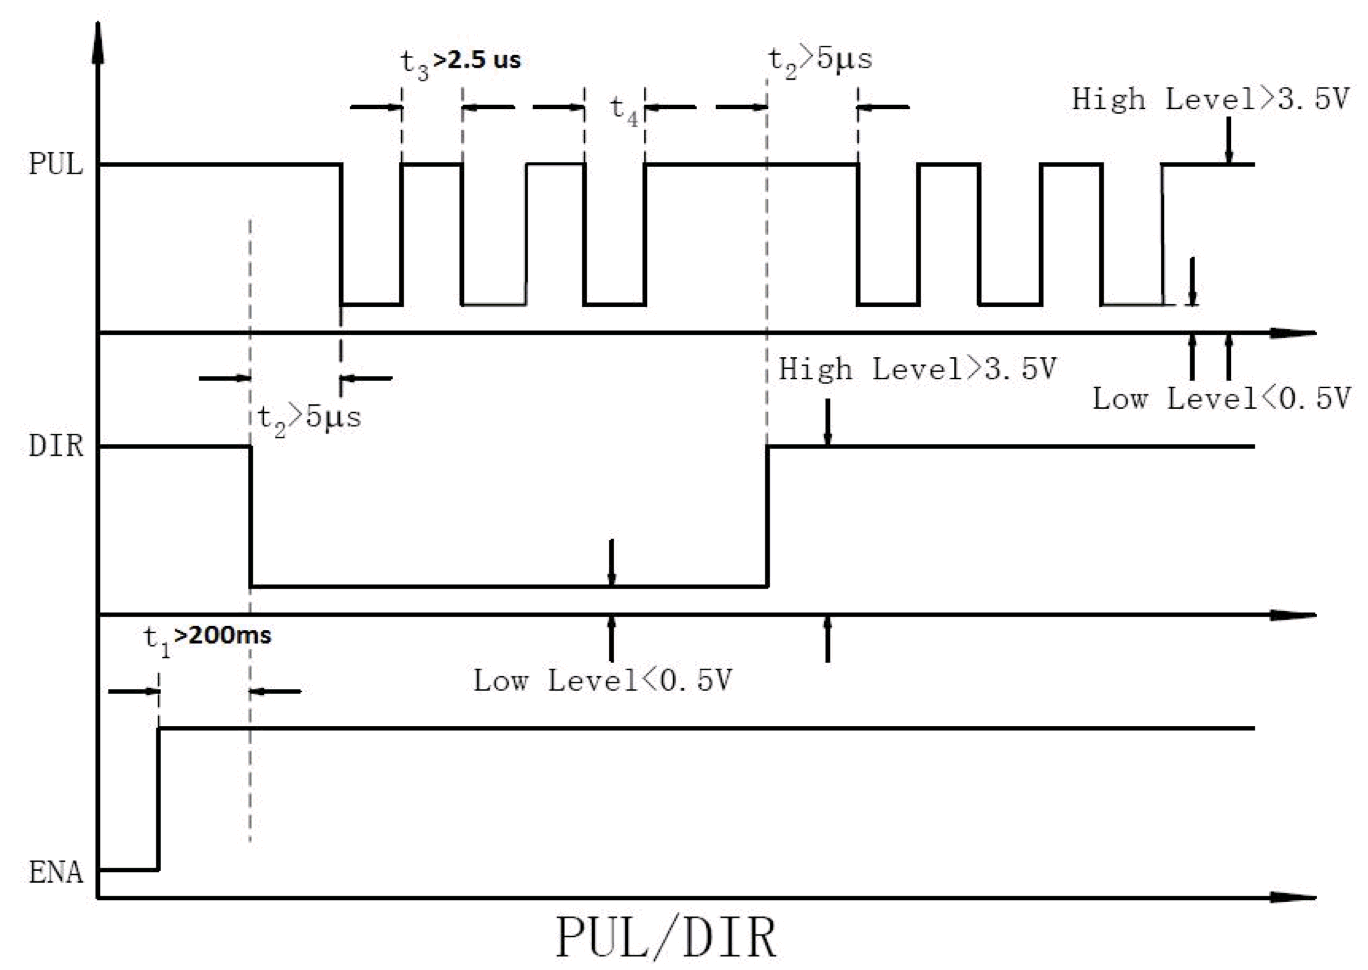 t3>2.5 us
t2>5μs
High Level>3.5V
t4
PUL
High Level>3.5V
Low Level<0.5V
t2>5μs
DIR
t1>200ms
Low Level<0.5V
ENA
PUL/DIR